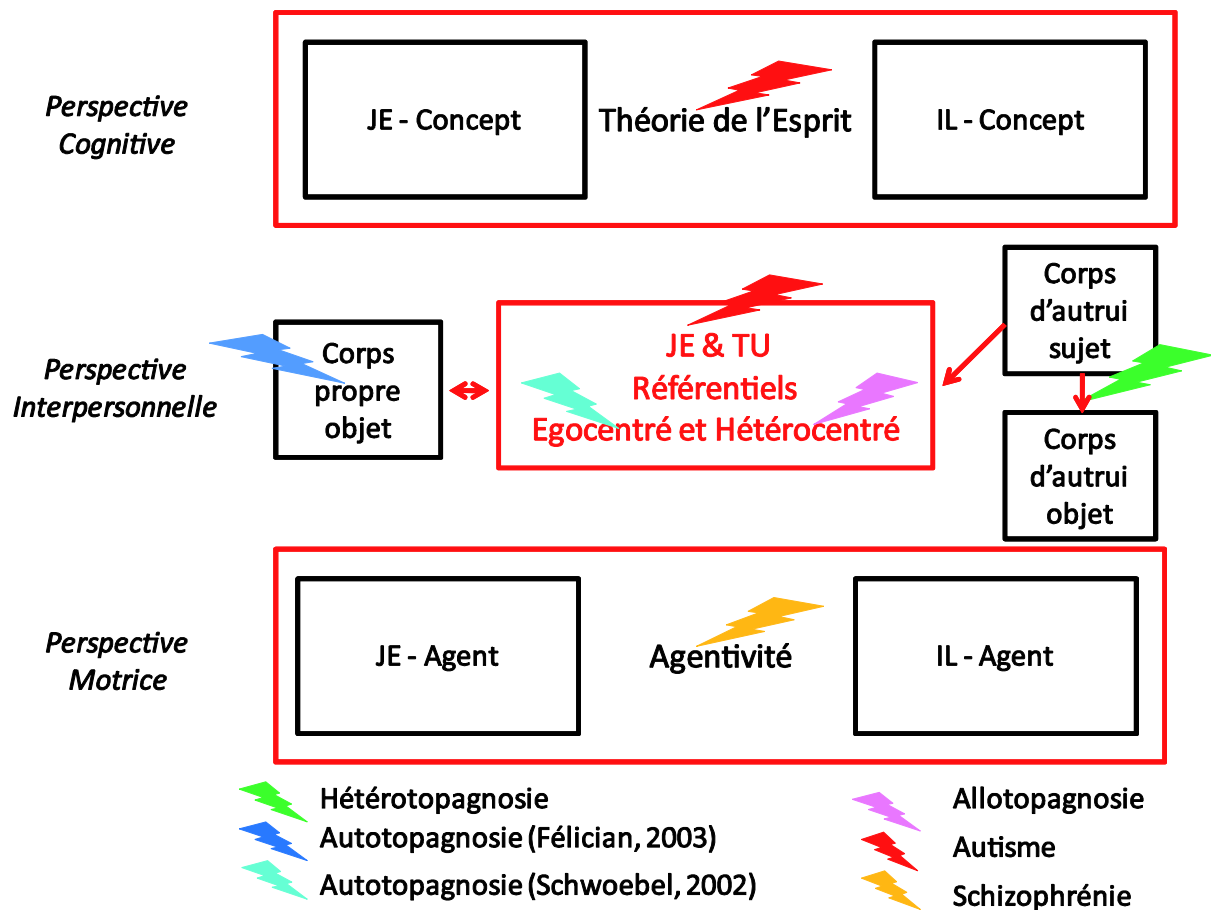 Perspective
Cognitive
JE - Concept
Théorie de l'Esprit
IL - Concept
Perspective
Interpersonnelle
Corps
propre
objet
JE & TU
Référentiels
Egocentré et Hétérocentré
Corps
d'autrui
sujet
Corps
d'autrui
objet
Perspective
Motrice
JE - Agent
Agentivité
IL - Agent
Hétérotopagnosie
Autotopagnosie (Félician, 2003)
Autotopagnosie (Schwoebel, 2002)
Allotopagnosie
Autisme
Schizophrénie